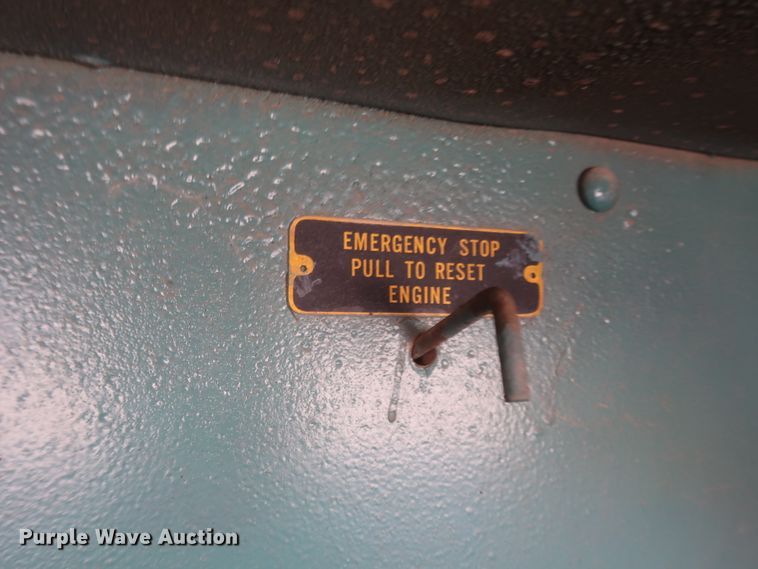 EMERGENCY STOP
PULL TO RESET
ENGINE
Purple Wave Auction